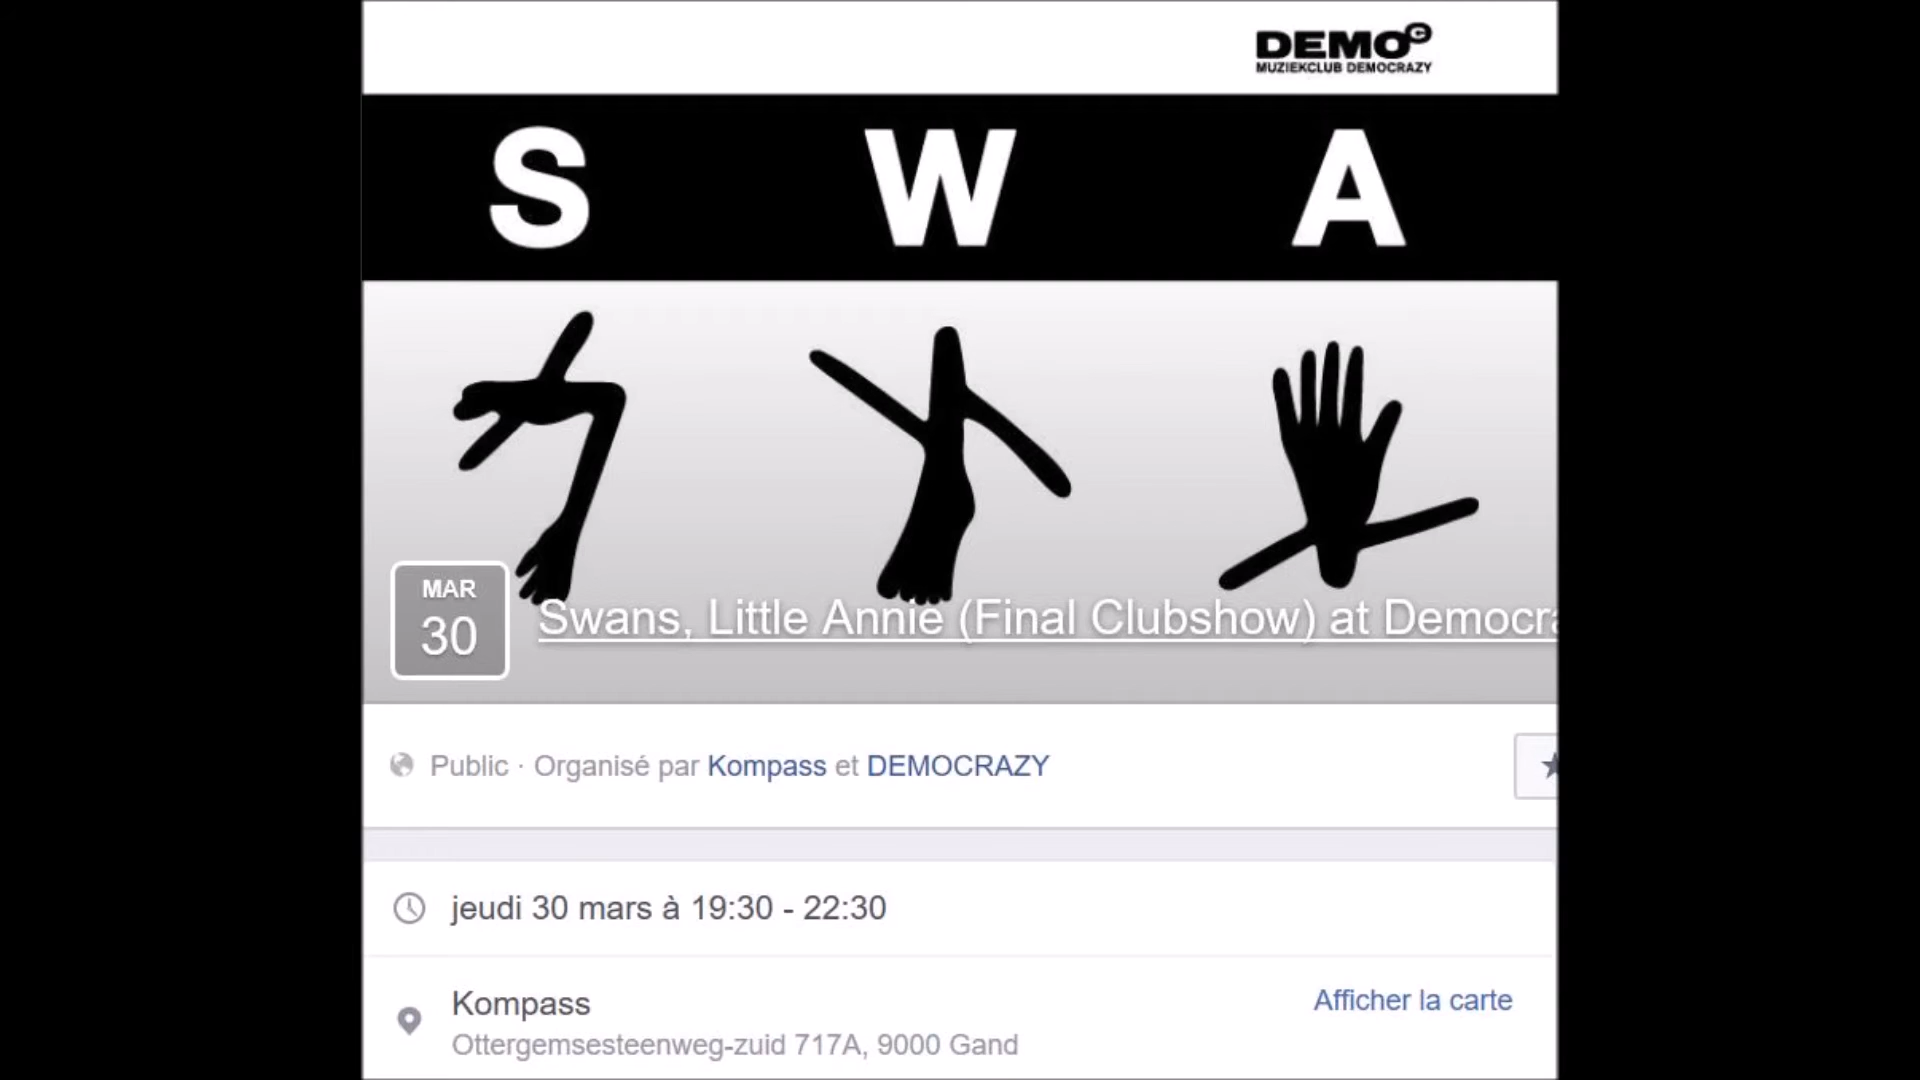 DEMO©
MUZIEKCLUB DEMOCRAZY
S W A
MAR
30
Swans, Little Annie (Final Clubshow) at Democra
Public · Organisé par Kompass et DEMOCRAZY
jeudi 30 mars à 19:30 - 22:30
Kompass
Afficher la carte
Ottergemsesteenweg-zuid 717A, 9000 Gand